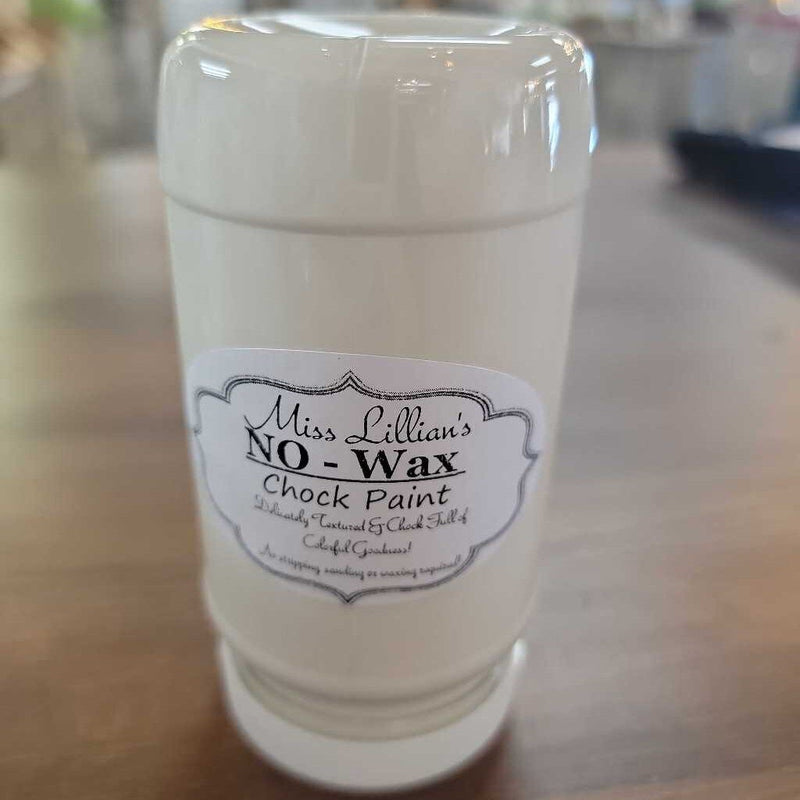 Miss Lillian's
NO - Wax
Chock Paint
Delicately Textured & Chock Full of
Colorful Goodness!
No stripping sanding or waxing required!